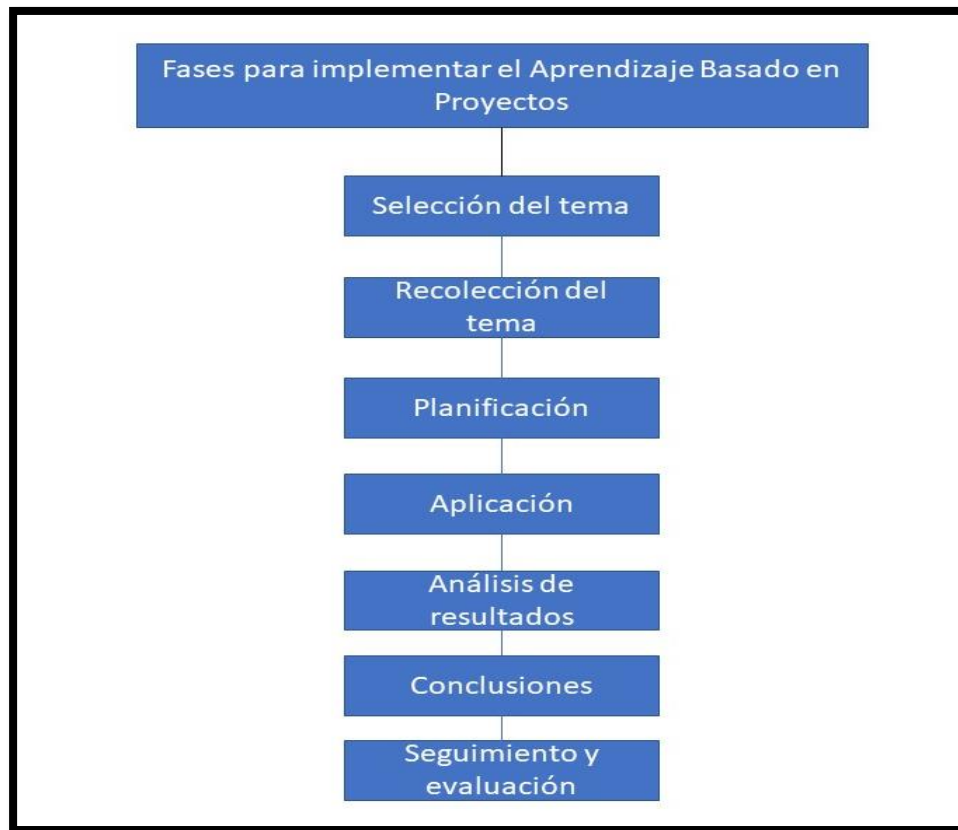 Fases para implementar el Aprendizaje Basado en
Proyectos
Selección del tema
Recolección del
tema
Planificación
Aplicación
Análisis de
resultados
Conclusiones
Seguimiento y
evaluación